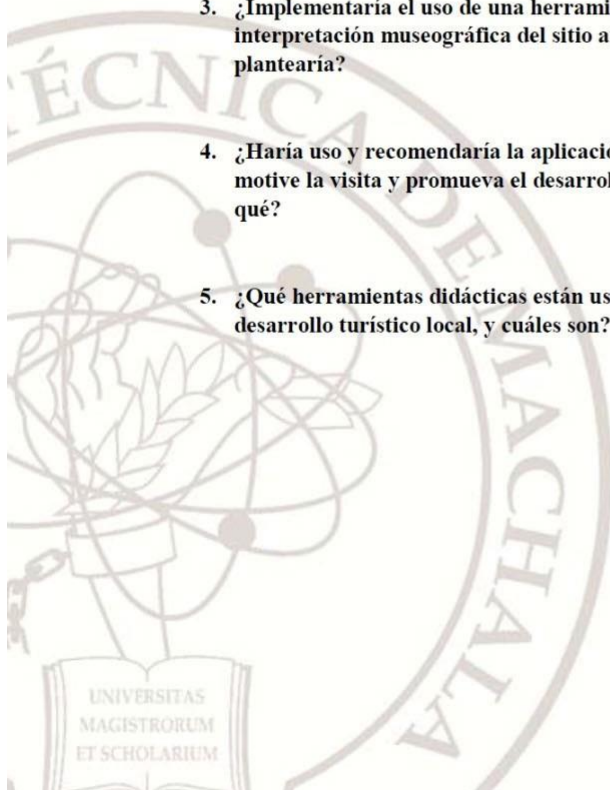 3. ¿Implementaría el uso de una herrami
interpretación museográfica del sitio a
plantearía?
4. ¿Haría uso y recomendaría la aplicaci
motive la visita y promueva el desarrol
qué?
5. ¿Qué herramientas didácticas están us
desarrollo turístico local, y cuáles son?
ÉCNICA DE MACHALA
UNIVERSITAS
MAGISTRORUM
ET SCHOLARIUM